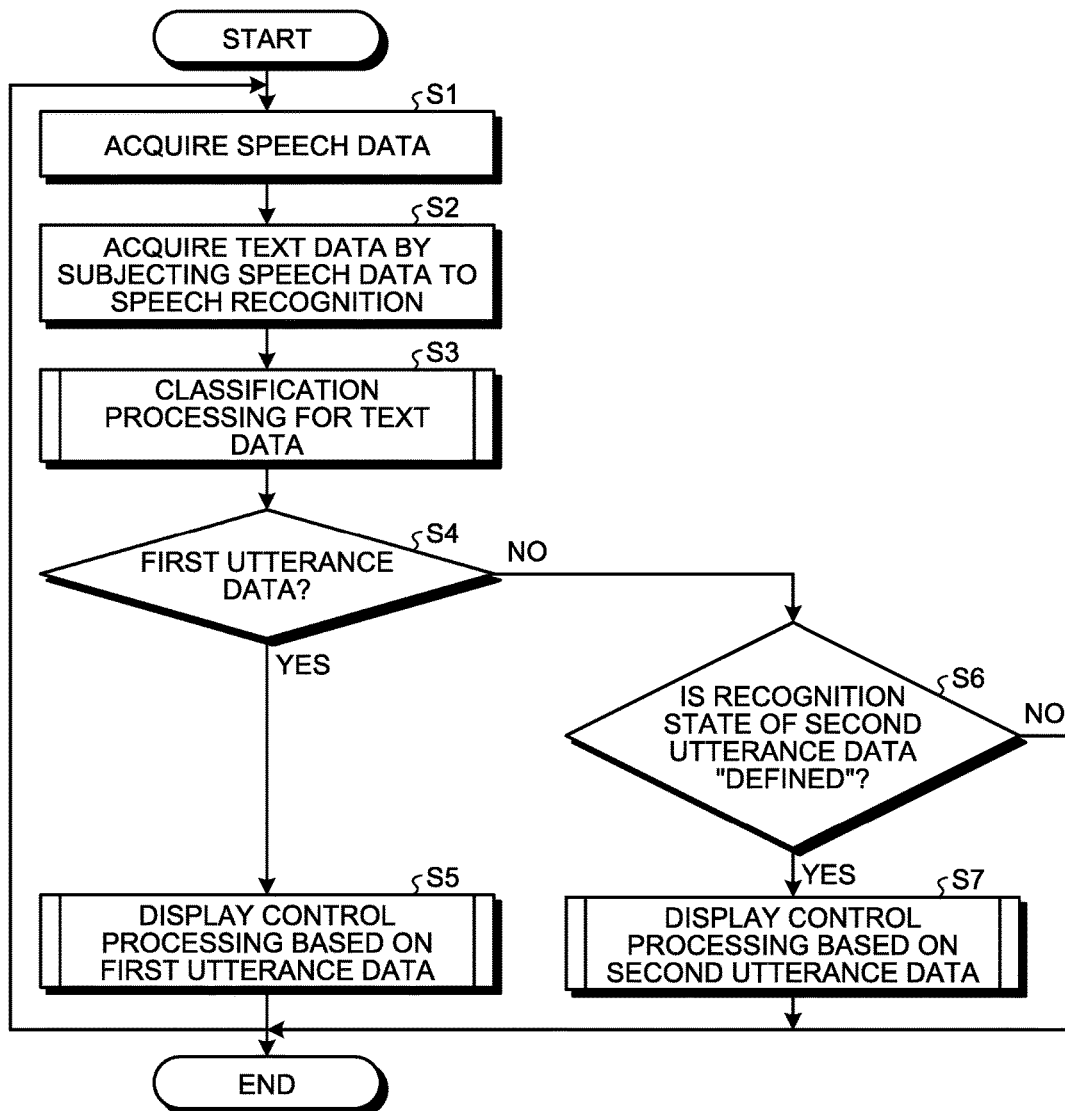 START
S1
ACQUIRE SPEECH DATA
S2
ACQUIRE TEXT DATA BY
SUBJECTING SPEECH DATA TO
SPEECH RECOGNITION
S3
CLASSIFICATION
PROCESSING FOR TEXT
DATA
S4
FIRST UTTERANCE
DATA?
NO
YES
S6
IS RECOGNITION
STATE OF SECOND
UTTERANCE DATA
"DEFINED"?
NO
YES
S5
DISPLAY CONTROL
PROCESSING BASED ON
FIRST UTTERANCE DATA
S7
DISPLAY CONTROL
PROCESSING BASED ON
SECOND UTTERANCE DATA
END